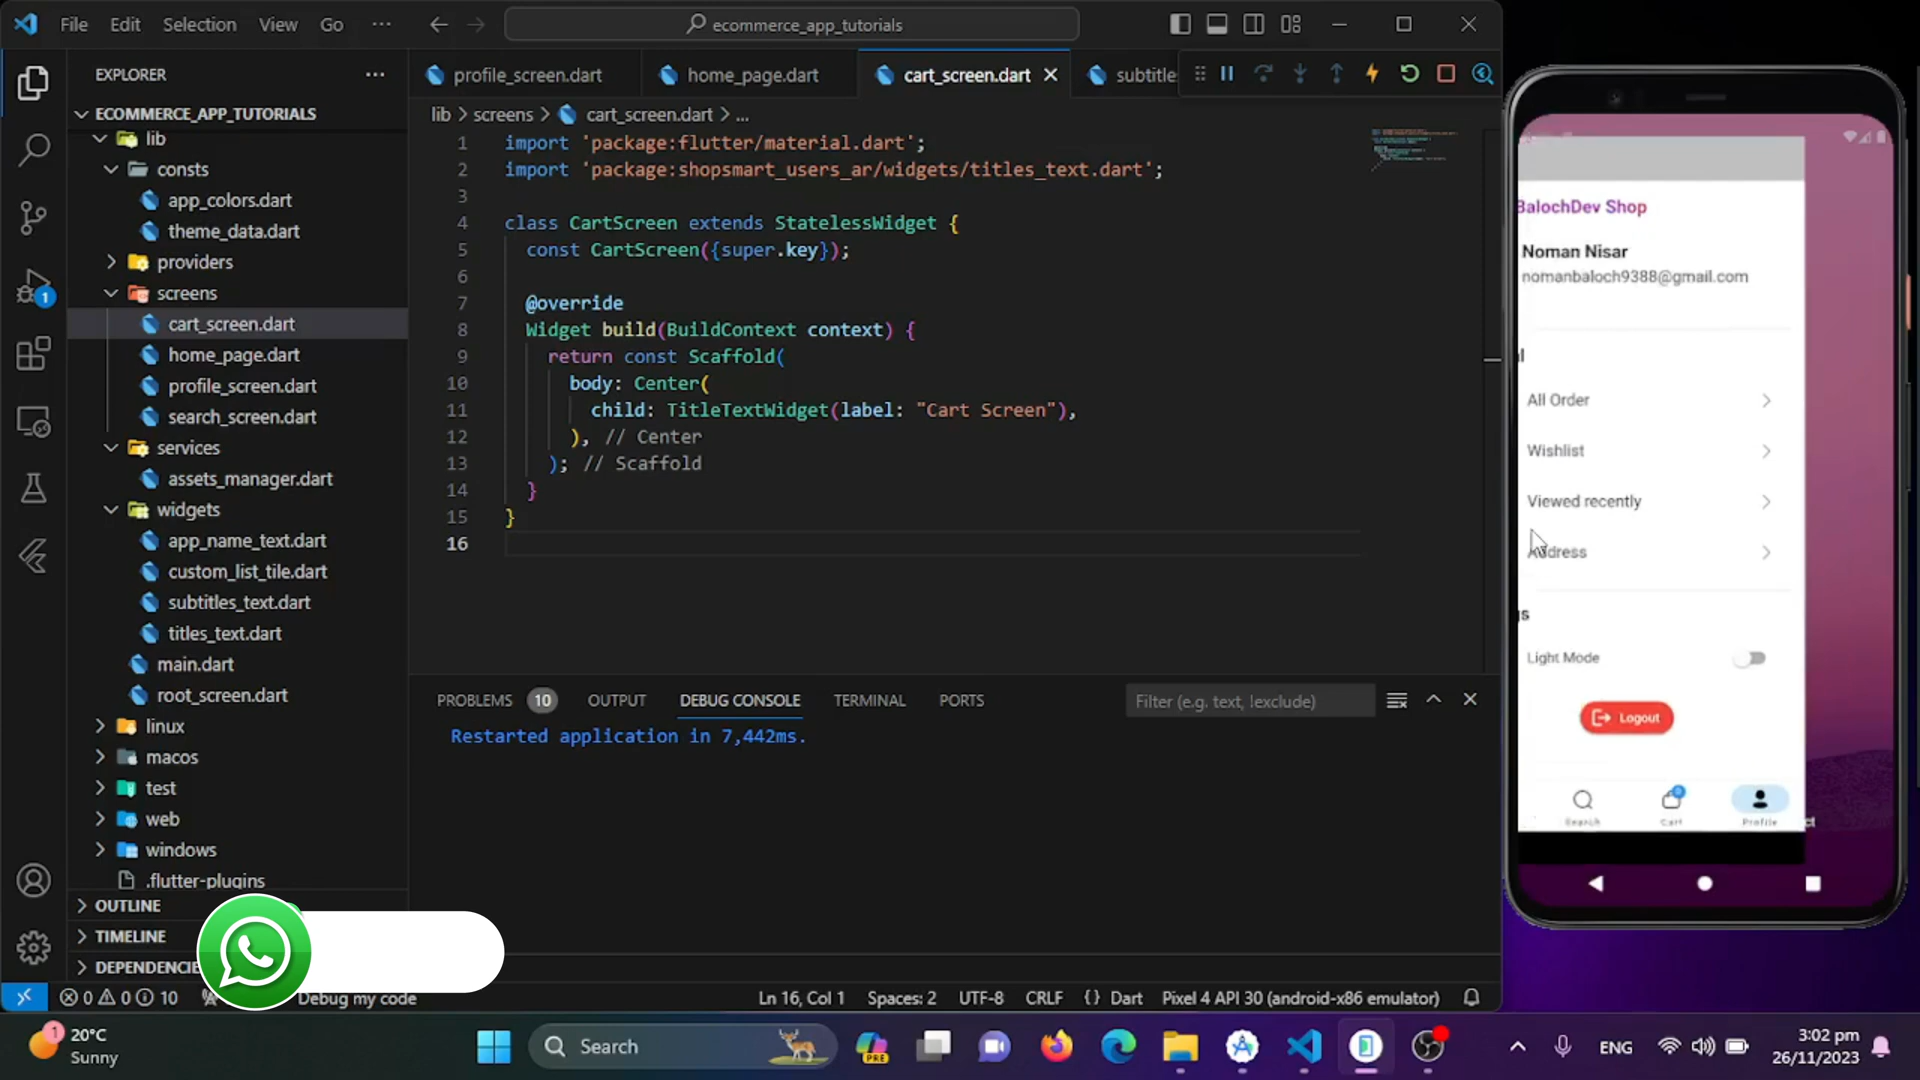 File Edit Selection View Go ···
ecommerce_app_tutorials
EXPLORER
ECOMMERCE_APP_TUTORIALS
lib
consts
app_colors.dart
theme_data.dart
providers
screens
cart_screen.dart
home_page.dart
profile_screen.dart
search_screen.dart
services
assets_manager.dart
widgets
app_name_text.dart
custom_list_tile.dart
subtitles_text.dart
titles_text.dart
main.dart
root_screen.dart
linux
macos
test
web
windows
.flutter-plugins
OUTLINE
TIMELINE
DEPENDENCIE
1
profile_screen.dart home_page.dart cart_screen.dart subtitle
lib > screens > cart_screen.dart > ...
1 import 'package:flutter/material.dart';
2 import 'package:shopsmart_users_ar/widgets/titles_text.dart';
3
4 class CartScreen extends StatelessWidget {
5 const CartScreen({super.key});
6
7 @override
8 Widget build(BuildContext context) {
9 return const Scaffold(
10 body: Center(
11 child: TitleTextWidget(label: "Cart Screen"),
12 ), // Center
13 ); // Scaffold
14 }
15 }
16
PROBLEMS 10 OUTPUT DEBUG CONSOLE TERMINAL PORTS
Filter (e.g. text, !exclude)
Restarted application in 7,442ms.
0 0 10 Debug my code
Ln 16, Col 1 Spaces: 2 UTF-8 CRLF {} Dart Pixel 4 API 30 (android-x86 emulator)
BalochDev Shop
Noman Nisar
nomanbaloch9388@gmail.com
All Order
Wishlist
Viewed recently
Address
Light Mode
Logout
Search Cart Profile
1
20°C
Sunny
Search
PRE
ENG
3:02 pm
26/11/2023